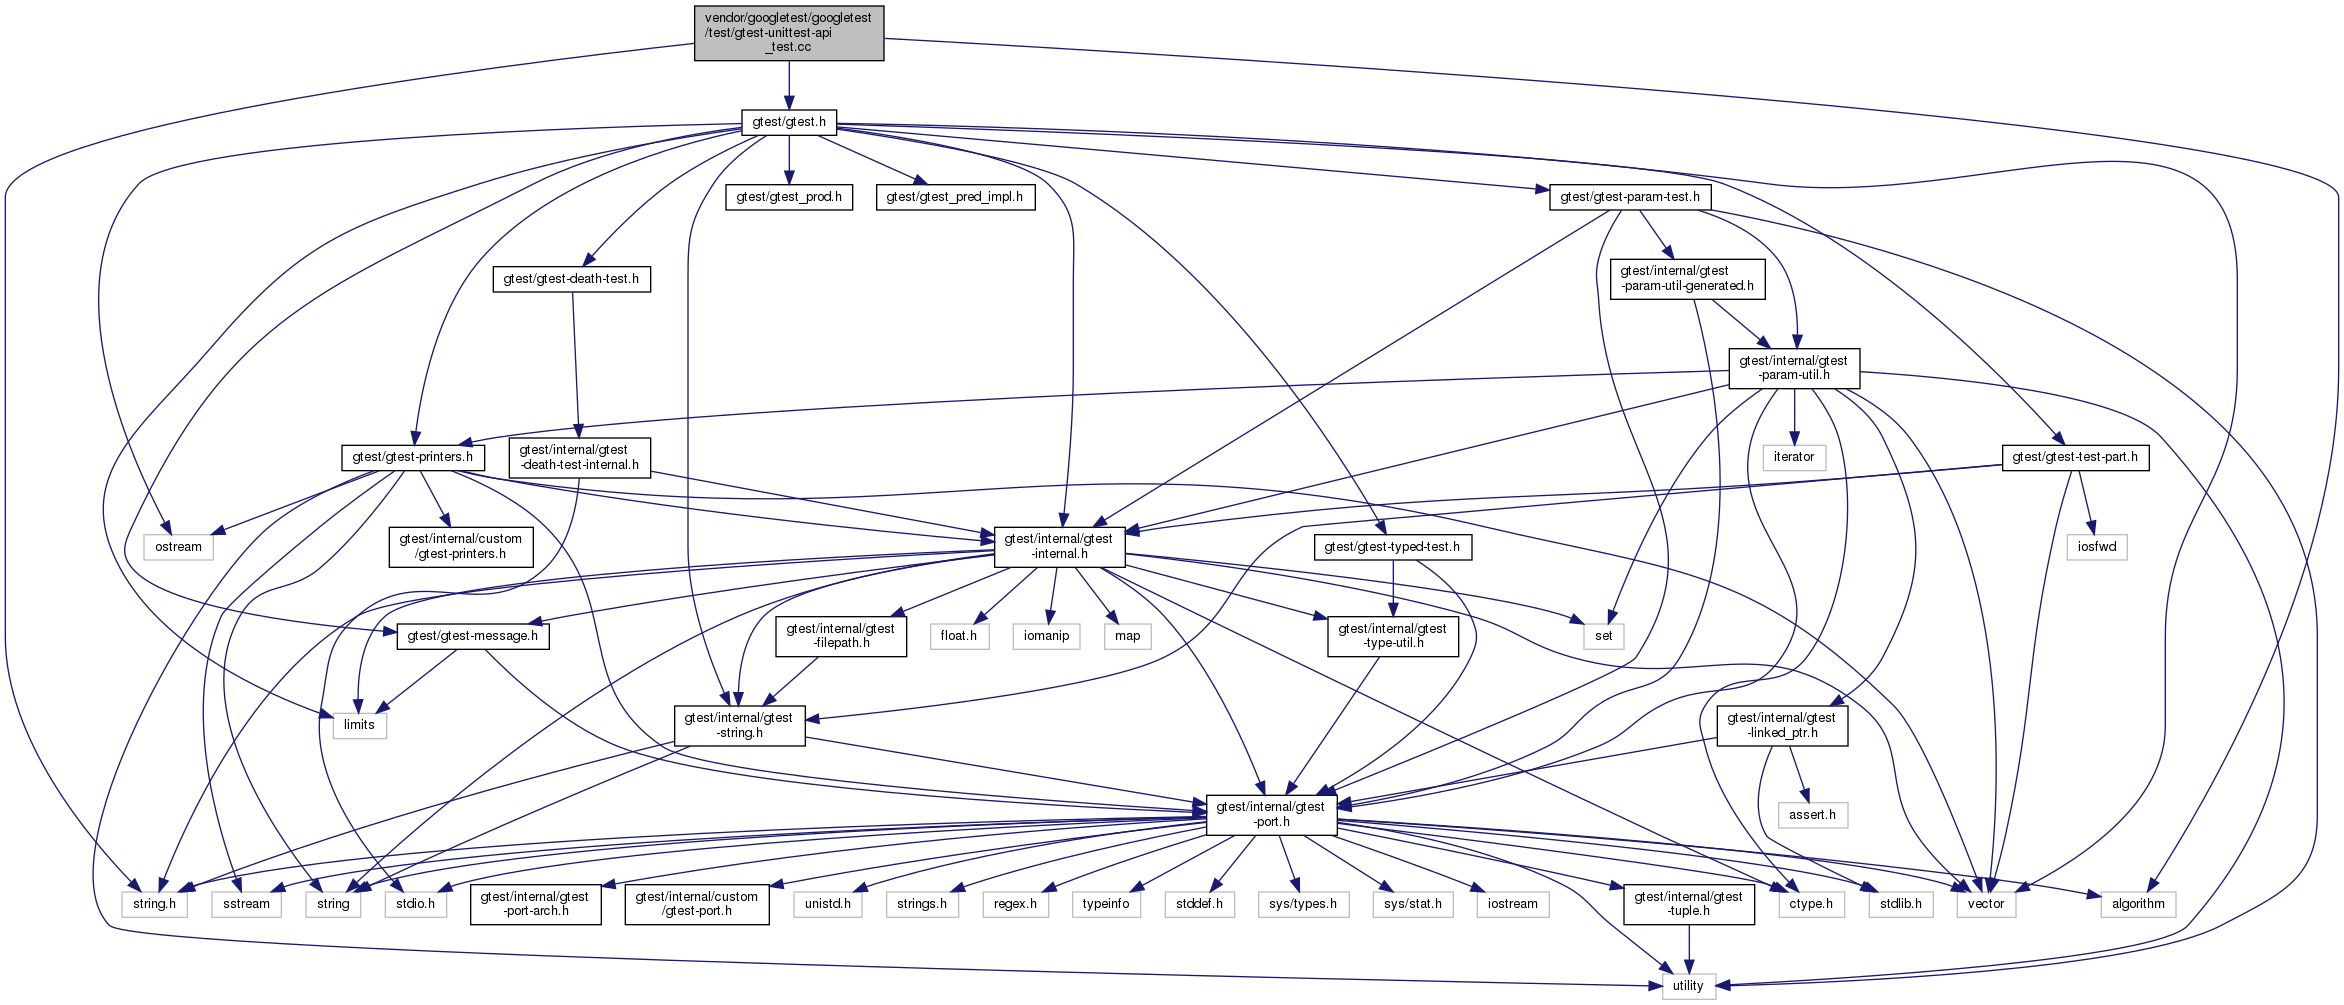 vendor/googletest/googletest
/test/gtest-unittest-api
_test.cc
gtest/gtest.h
gtest/gtest_prod.h
gtest/gtest_pred_impl.h
gtest/gtest-param-test.h
gtest/gtest-death-test.h
gtest/internal/gtest
-param-util-generated.h
gtest/internal/gtest
-param-util.h
gtest/gtest-printers.h
gtest/internal/gtest
-death-test-internal.h
iterator
gtest/gtest-test-part.h
ostream
gtest/internal/custom
/gtest-printers.h
gtest/internal/gtest
-internal.h
gtest/gtest-typed-test.h
iosfwd
gtest/gtest-message.h
gtest/internal/gtest
-filepath.h
float.h
iomanip
map
gtest/internal/gtest
-type-util.h
set
limits
gtest/internal/gtest
-string.h
gtest/internal/gtest
-linked_ptr.h
gtest/internal/gtest
-port.h
assert.h
string.h
sstream
string
stdio.h
gtest/internal/gtest
-port-arch.h
gtest/internal/custom
/gtest-port.h
unistd.h
strings.h
regex.h
typeinfo
stddef.h
sys/types.h
sys/stat.h
iostream
gtest/internal/gtest
-tuple.h
ctype.h
stdlib.h
vector
algorithm
utility